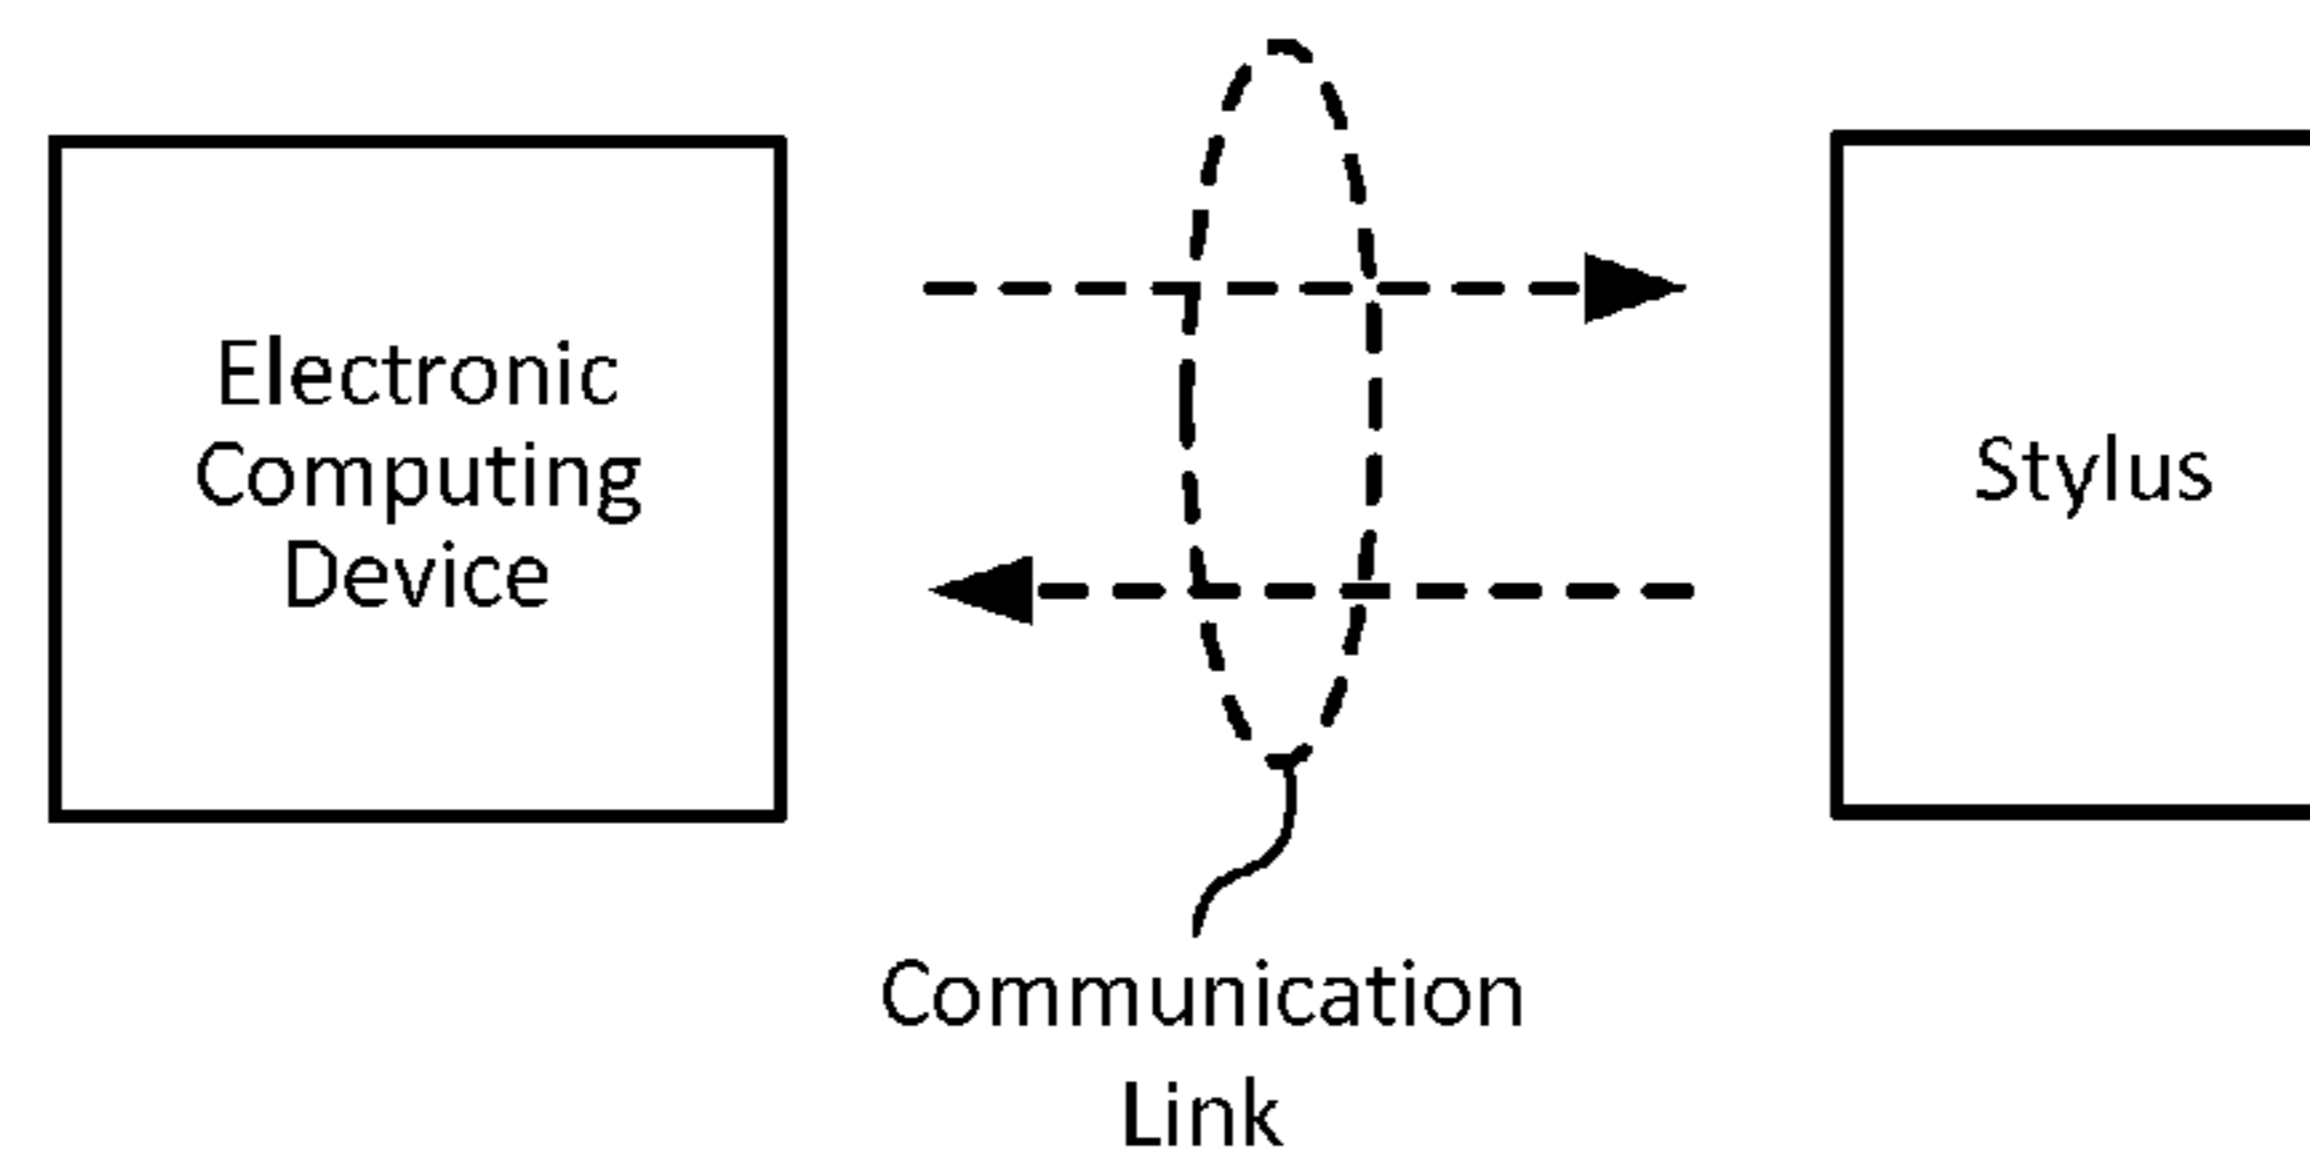 Electronic
Computing
Device
Stylus
Communication
Link